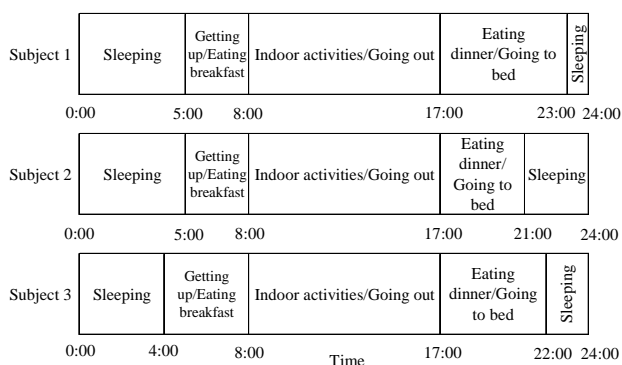 Subject 1
Sleeping
Getting
up/Eating
breakfast
Indoor activities/Going out
Eating
dinner/Going to
bed
Sleeping
0:00 5:00 8:00 17:00 23:00 24:00
Subject 2
Sleeping
Getting
up/Eating
breakfast
Indoor activities/Going out
Eating
dinner/
Going to
bed
Sleeping
0:00 5:00 8:00 17:00 21:00 24:00
Subject 3
Sleeping
Getting
up/Eating
breakfast
Indoor activities/Going out
Eating
dinner/Going
to bed
Sleeping
0:00 4:00 8:00 17:00 22:00 24:00
Time